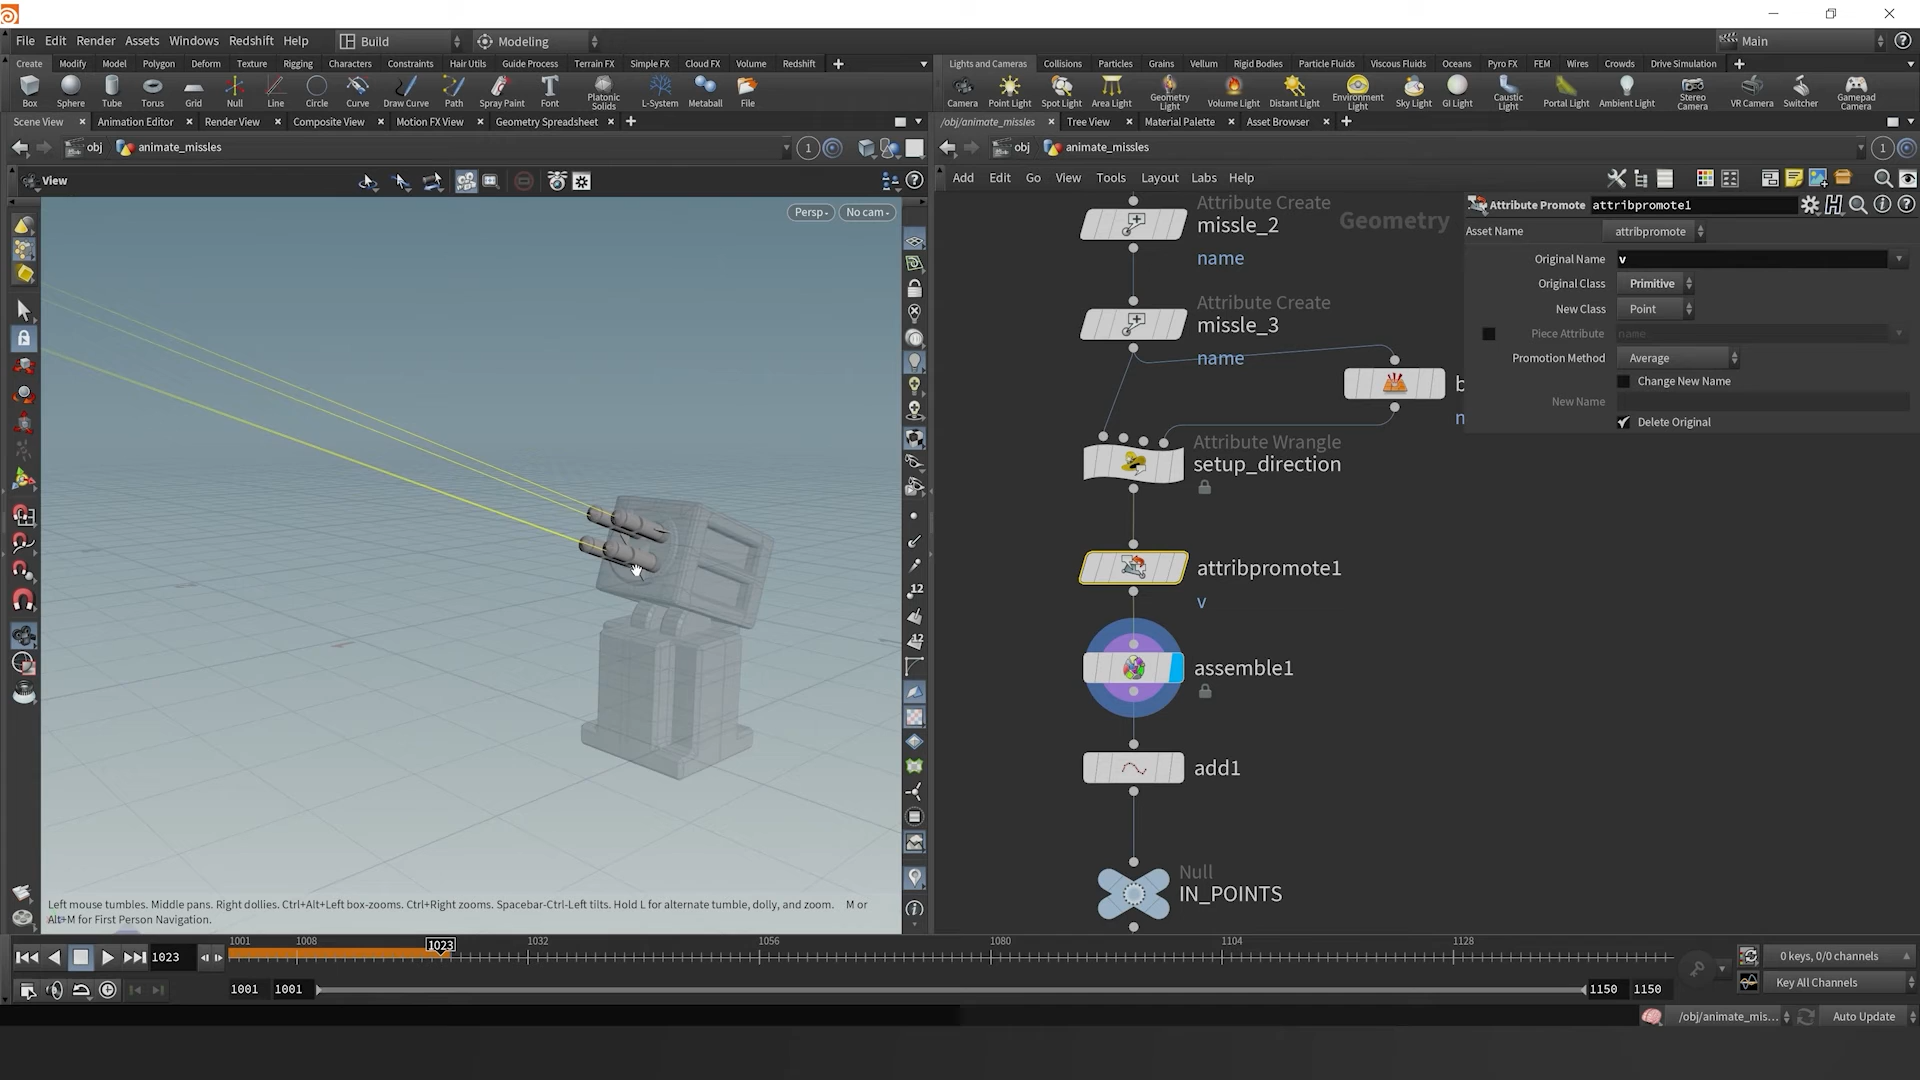 File Edit Render Assets Windows Redshift Help Build Modeling Main
Create Modify Model Polygon Deform Texture Rigging Characters Constraints Hair Utils Guide Process Terrain FX Simple FX Cloud FX Volume Redshift
Lights and Cameras Collisions Particles Grains Vellum Rigid Bodies Particle Fluids Viscous Fluids Oceans Pyro FX FEM Wires Crowds Drive Simulation
Box Sphere Tube Torus Grid Null Line Circle Curve Draw Curve Path Spray Paint Font Platonic Solids L-System Metaball File
Camera Point Light Spot Light Area Light Geometry Light Volume Light Distant Light Environment Light Sky Light GI Light Caustic Light Portal Light Ambient Light Stereo Camera VR Camera Switcher Gamepad Camera
Scene View Animation Editor Render View Composite View Motion FX View Geometry Spreadsheet
/obj/animate_missles Tree View Material Palette Asset Browser
obj animate_missles 1
obj animate_missles 1
View
Add Edit Go View Tools Layout Labs Help
Persp No cam
Geometry
Attribute Create
missle_2
name
Attribute Create
missle_3
name
b
n
Attribute Wrangle
setup_direction
attribpromote1
v
assemble1
add1
Null
IN_POINTS
Attribute Promote attribpromote1
Asset Name attribpromote
Original Name v
Original Class Primitive
New Class Point
Piece Attribute name
Promotion Method Average
Change New Name
New Name
Delete Original
12
12
Left mouse tumbles. Middle pans. Right dollies. Ctrl+Alt+Left box-zooms. Ctrl+Right zooms. Spacebar-Ctrl-Left tilts. Hold L for alternate tumble, dolly, and zoom. M or
Alt+M for First Person Navigation.
1023 1001 1008 1023 1032 1056 1080 1104 1128
0 keys, 0/0 channels
1001 1001 1150 1150
Key All Channels
/obj/animate_mis... Auto Update